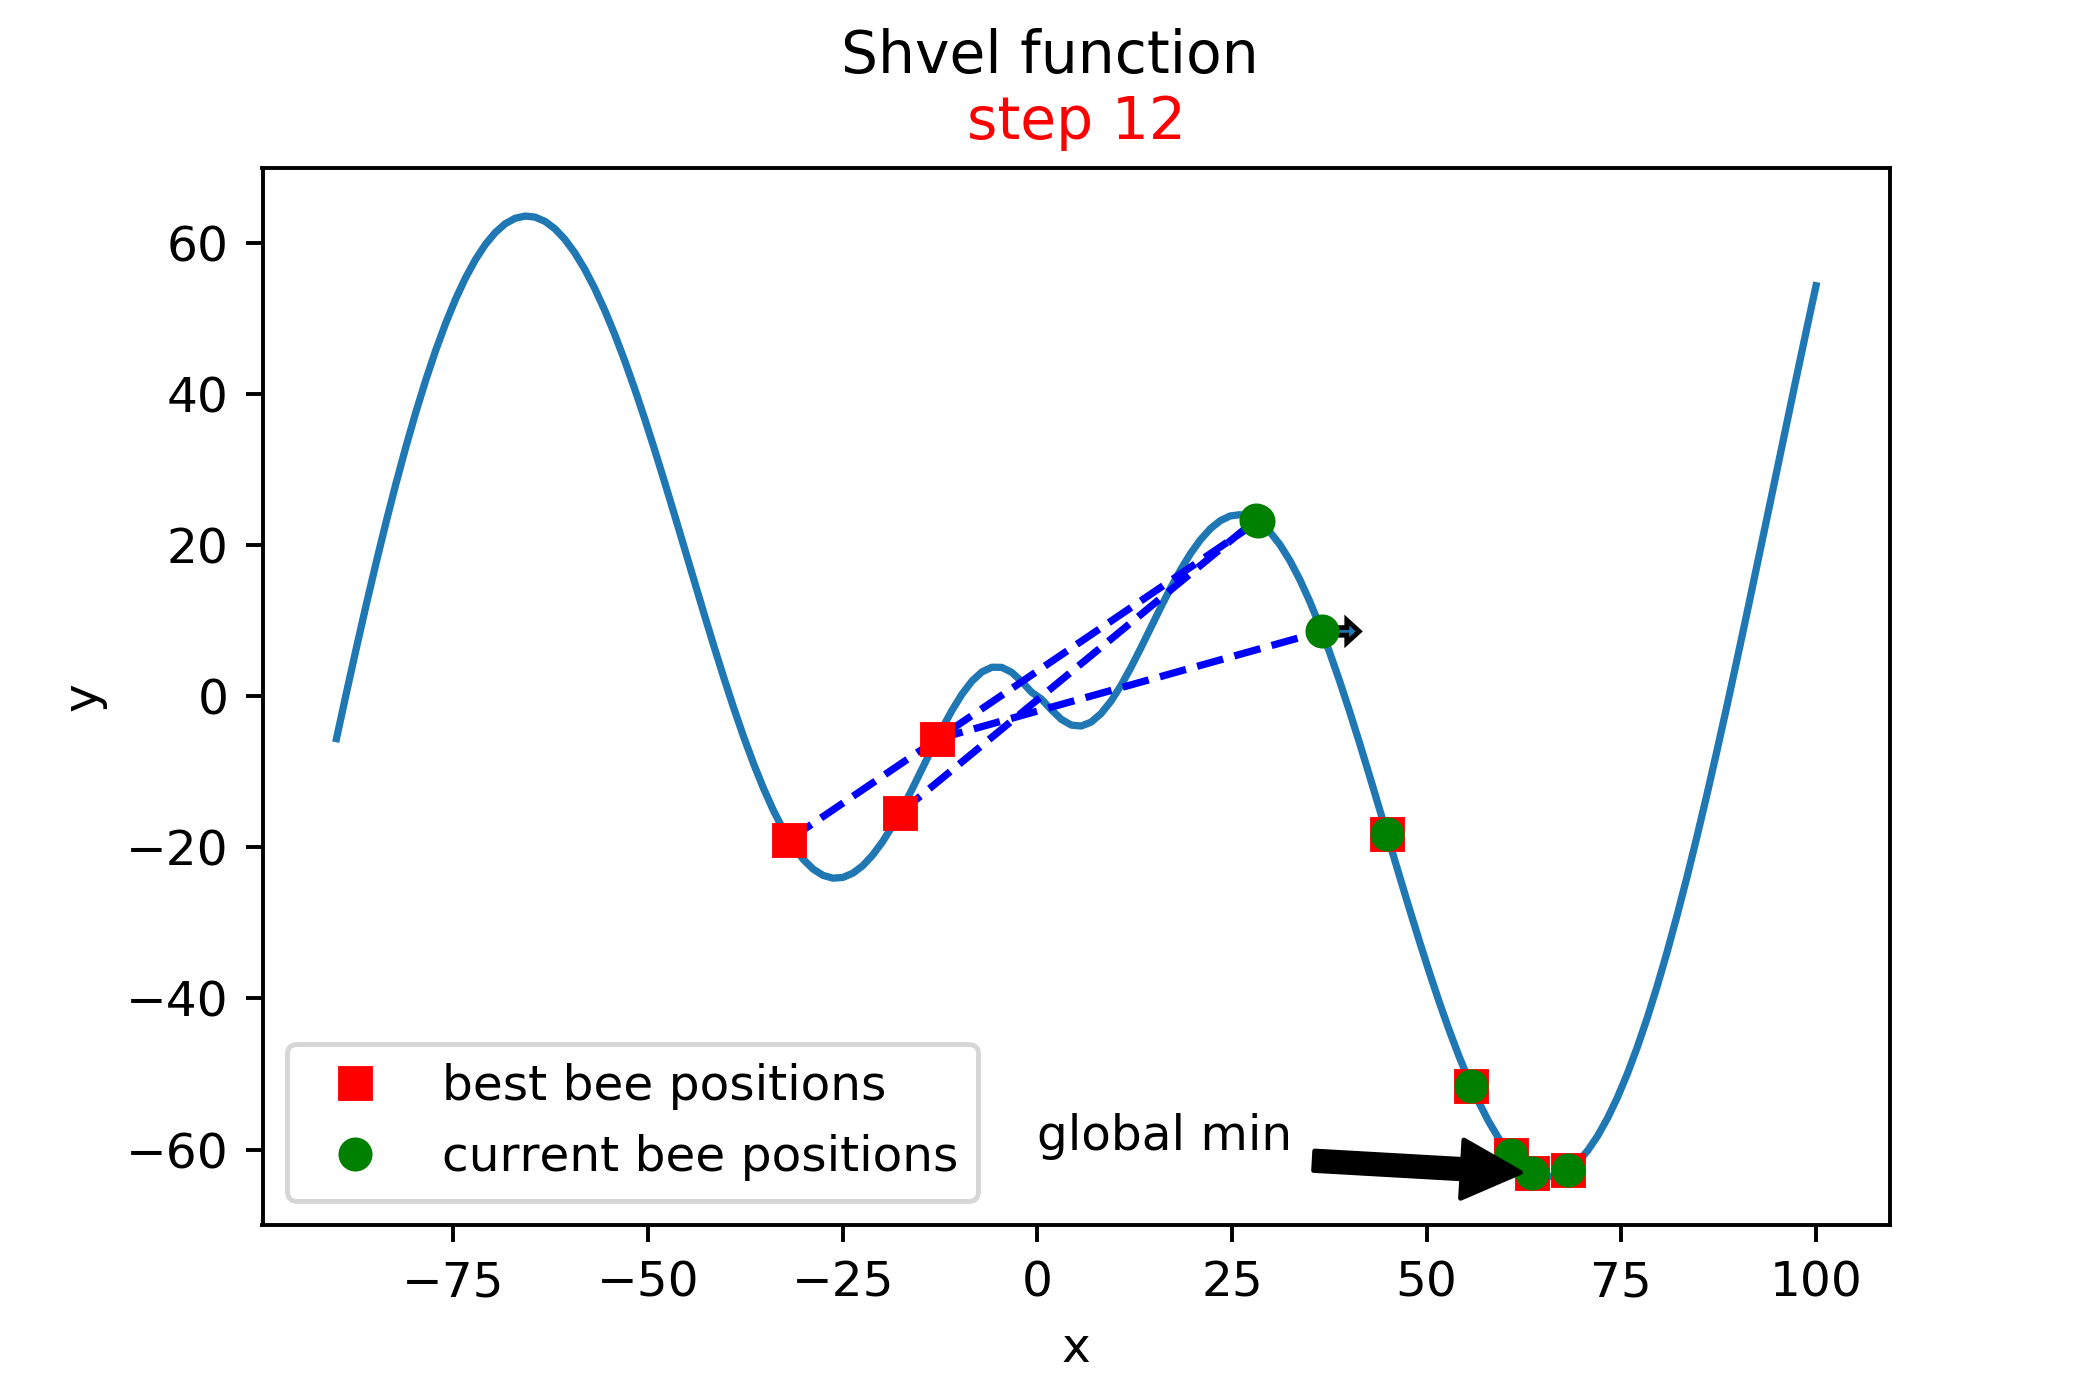 Shvel function
step 12
60
40
20
0
−20
−40
−60
y
best bee positions
current bee positions
global min
−75 −50 −25 0 25 50 75 100
x